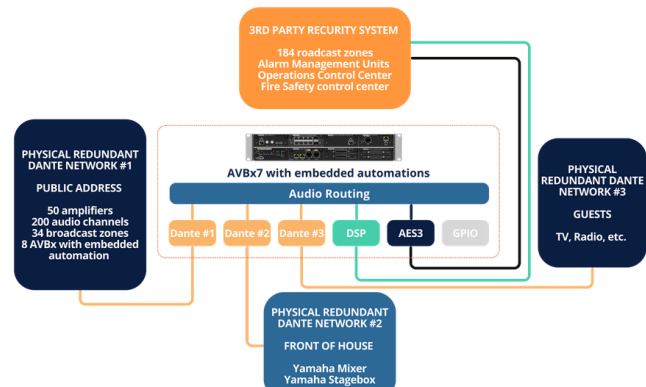 3RD PARTY RECURITY SYSTEM
184 roadcast zones
Alarm Management Units
Operations Control Center
Fire Safety control center
PHYSICAL REDUNDANT
DANTE NETWORK #1
PUBLIC ADDRESS
50 amplifiers
200 audio channels
34 broadcast zones
8 AVBx with embedded
automation
AVBx7 with embedded automations
Audio Routing
Dante #1
Dante #2
Dante #3
DSP
AES3
GPIO
PHYSICAL
REDUNDANT DANTE
NETWORK #3
GUESTS
TV, Radio, etc.
PHYSICAL REDUNDANT
DANTE NETWORK #2
FRONT OF HOUSE
Yamaha Mixer
Yamaha Stagebox